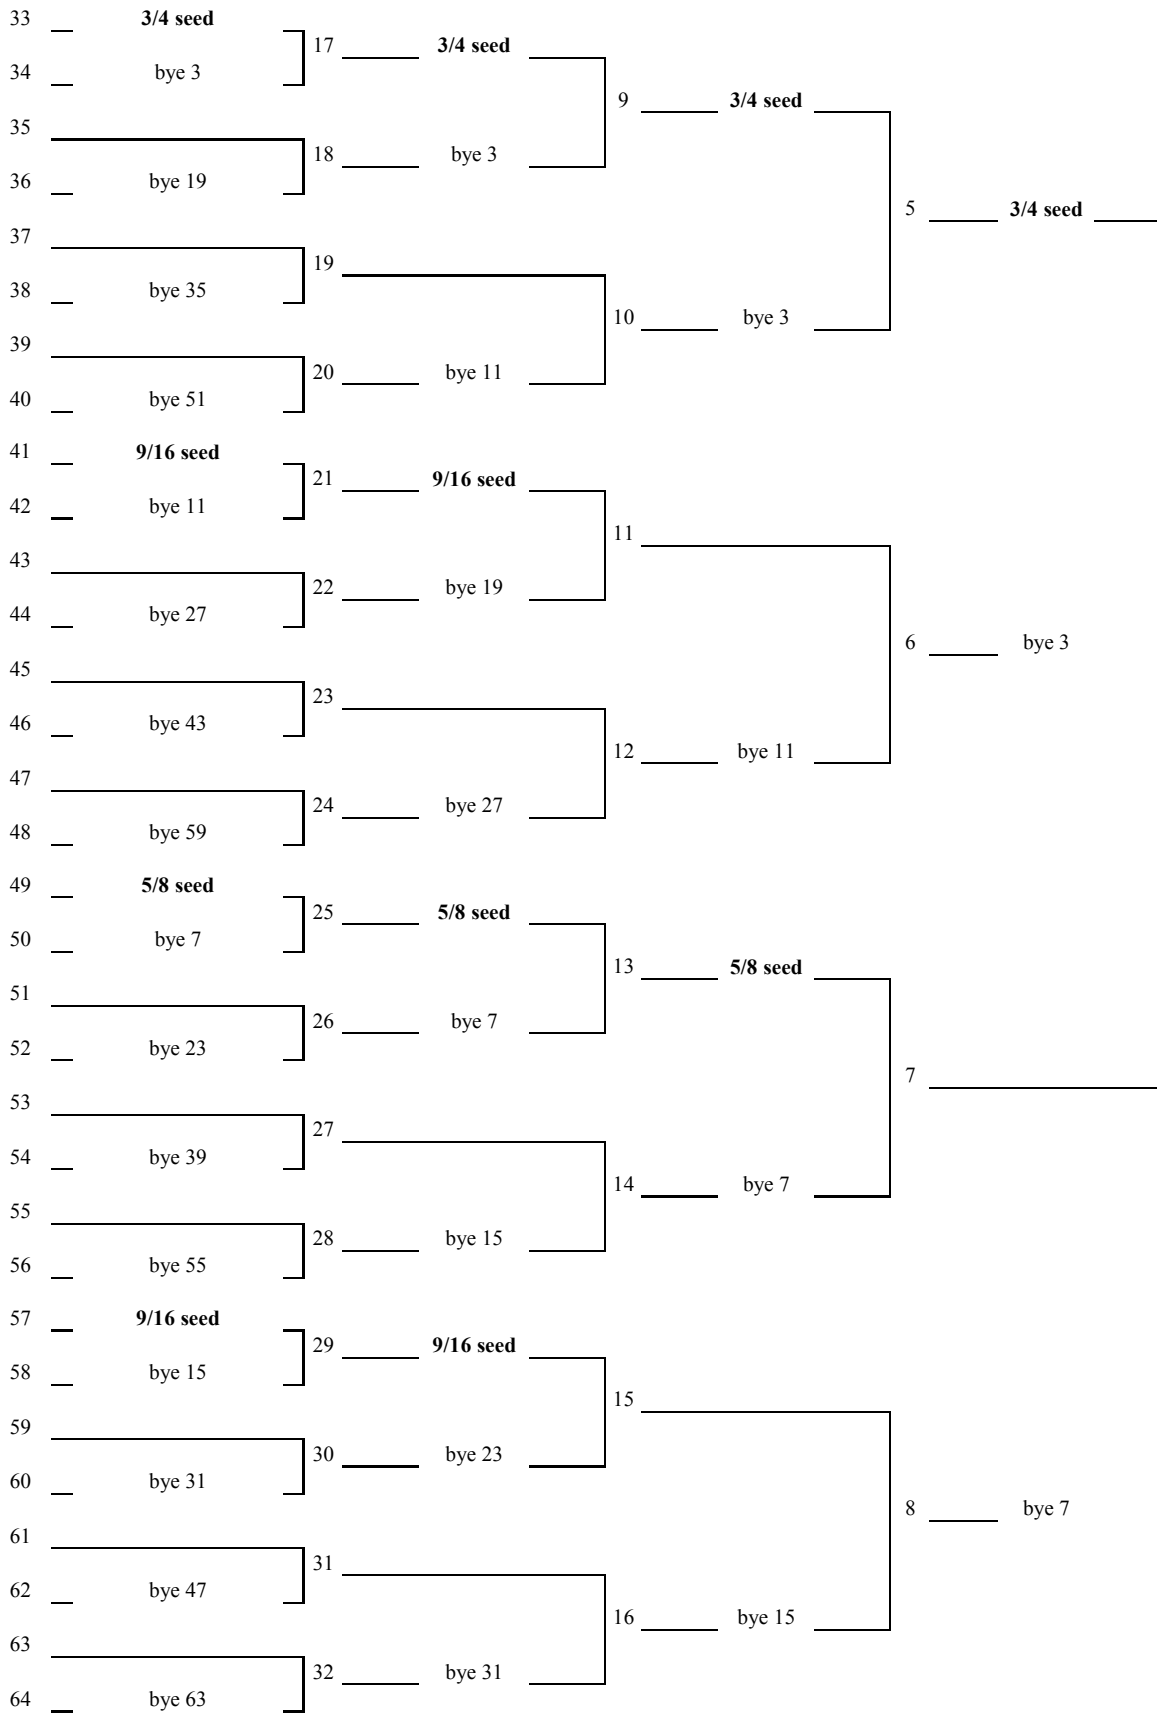 33 3/4 seed
17 3/4 seed
34 bye 3
9 3/4 seed
35
18 bye 3
36 bye 19
5 3/4 seed
37
19
38 bye 35
10 bye 3
39
20 bye 11
40 bye 51
41 9/16 seed
21 9/16 seed
42 bye 11
11
43
22 bye 19
44 bye 27
6 bye 3
45
23
46 bye 43
12 bye 11
47
24 bye 27
48 bye 59
49 5/8 seed
25 5/8 seed
50 bye 7
13 5/8 seed
51
26 bye 7
52 bye 23
7
53
27
54 bye 39
14 bye 7
55
28 bye 15
56 bye 55
57 9/16 seed
29 9/16 seed
58 bye 15
15
59
30 bye 23
60 bye 31
8 bye 7
61
31
62 bye 47
16 bye 15
63
32 bye 31
64 bye 63